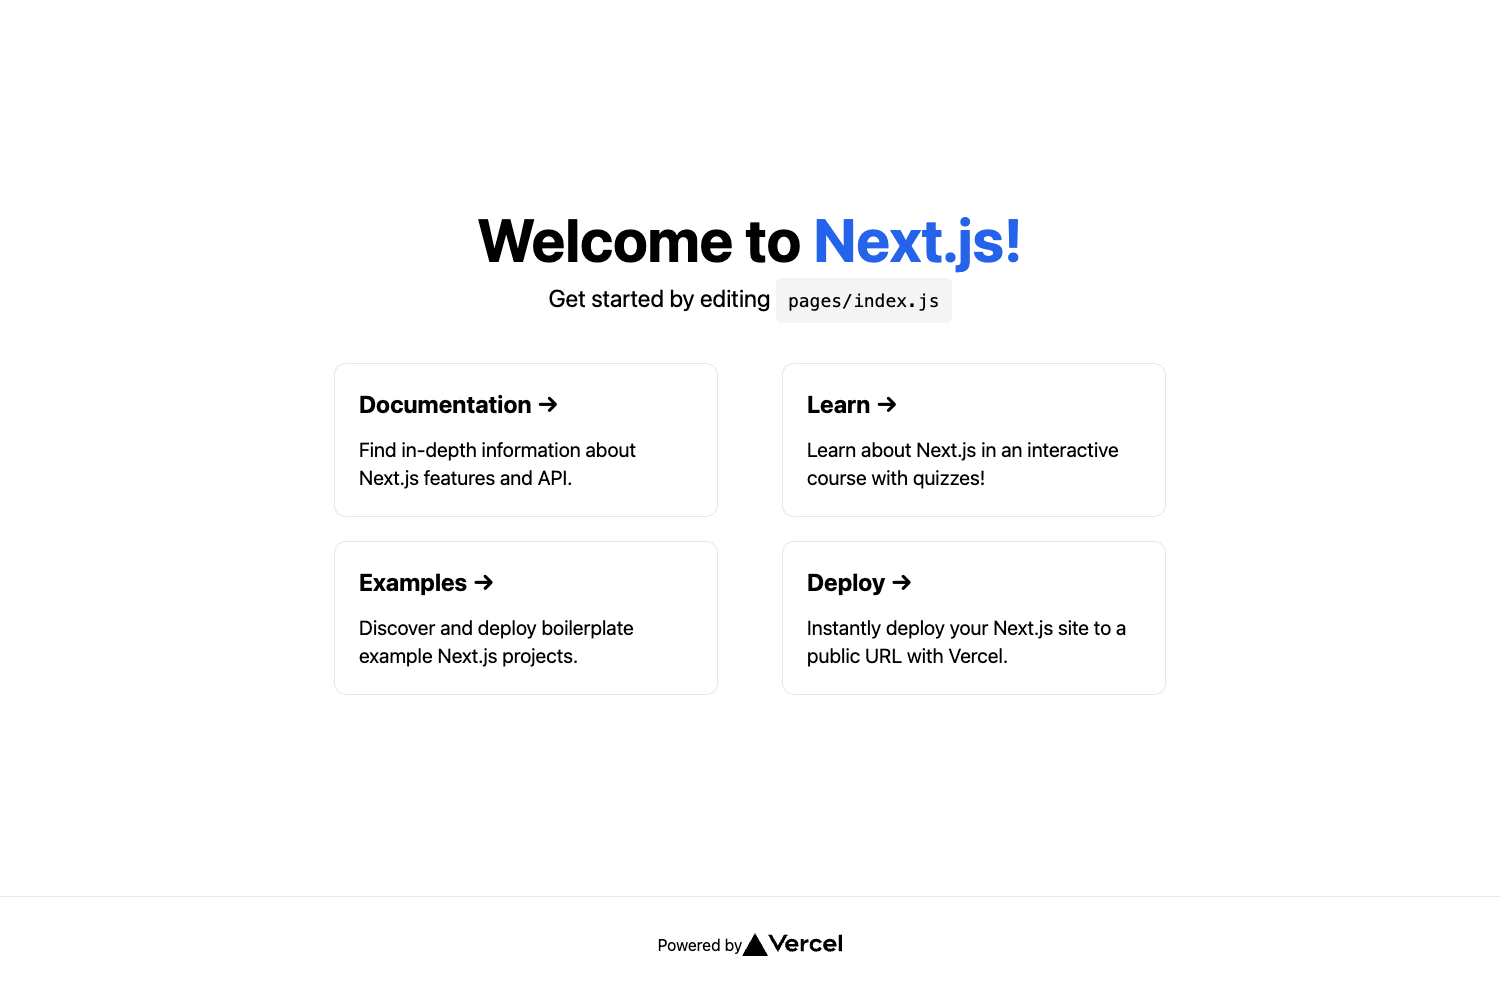 Welcome to Next.js!
Get started by editing pages/index.js
Documentation →
Find in-depth information about
Next.js features and API.
Learn →
Learn about Next.js in an interactive
course with quizzes!
Examples →
Discover and deploy boilerplate
example Next.js projects.
Deploy →
Instantly deploy your Next.js site to a
public URL with Vercel.
Powered by Vercel